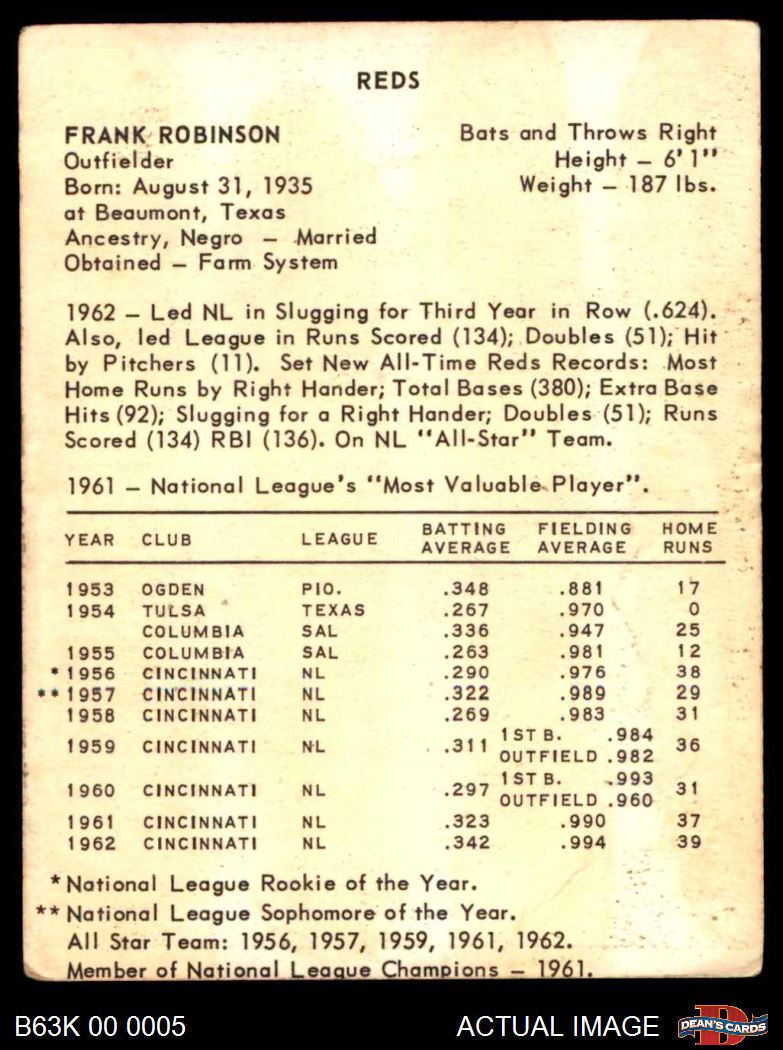 REDS
FRANK ROBINSON
Outfielder
Born: August 31, 1935
at Beaumont, Texas
Ancestry, Negro – Married
Obtained – Farm System
Bats and Throws Right
Height – 6' 1"
Weight – 187 lbs.
1962 – Led NL in Slugging for Third Year in Row (.624).
Also, led League in Runs Scored (134); Doubles (51); Hit
by Pitchers (11). Set New All-Time Reds Records: Most
Home Runs by Right Hander; Total Bases (380); Extra Base
Hits (92); Slugging for a Right Hander; Doubles (51); Runs
Scored (134) RBI (136). On NL "All-Star" Team.
1961 – National League's "Most Valuable Player".
YEAR CLUB LEAGUE BATTING AVERAGE FIELDING AVERAGE HOME RUNS
1953 OGDEN PIO. .348 .881 17
1954 TULSA TEXAS .267 .970 0
COLUMBIA SAL .336 .947 25
1955 COLUMBIA SAL .263 .981 12
*1956 CINCINNATI NL .290 .976 38
**1957 CINCINNATI NL .322 .989 29
1958 CINCINNATI NL .269 .983 31
1959 CINCINNATI NL .311 1ST B. .984 OUTFIELD .982 36
1960 CINCINNATI NL .297 1ST B. .993 OUTFIELD .960 31
1961 CINCINNATI NL .323 .990 37
1962 CINCINNATI NL .342 .994 39
*National League Rookie of the Year.
**National League Sophomore of the Year.
All Star Team: 1956, 1957, 1959, 1961, 1962.
Member of National League Champions – 1961.
B63K 00 0005
ACTUAL IMAGE
D
DEAN'S CARDS